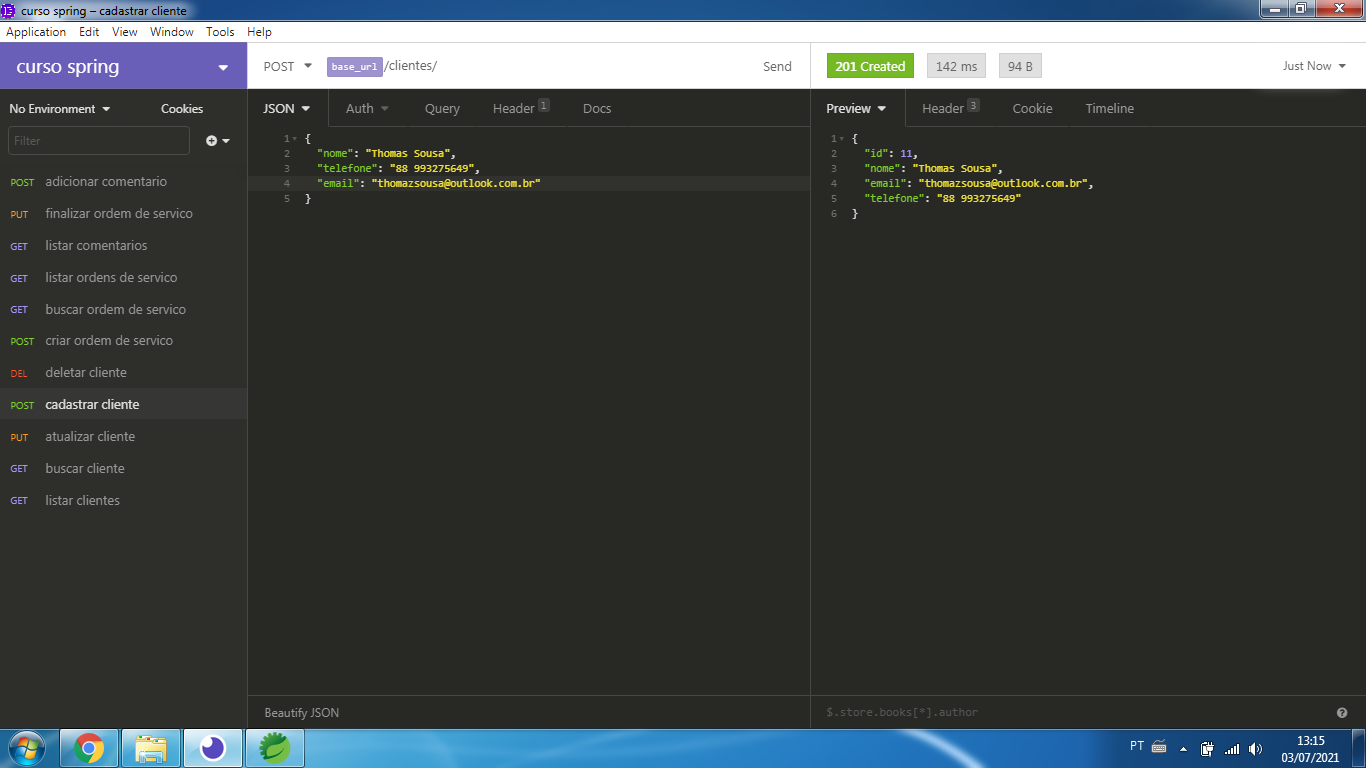 curso spring – cadastrar cliente
Application Edit View Window Tools Help
curso spring
POST base_url/clientes/ Send
201 Created 142 ms 94 B Just Now
No Environment Cookies
JSON Auth Query Header 1 Docs
Preview Header 3 Cookie Timeline
Filter
POST adicionar comentario
PUT finalizar ordem de servico
GET listar comentarios
GET listar ordens de servico
GET buscar ordem de servico
POST criar ordem de servico
DEL deletar cliente
POST cadastrar cliente
PUT atualizar cliente
GET buscar cliente
GET listar clientes
1 {
2 "nome": "Thomas Sousa",
3 "telefone": "88 993275649",
4 "email": "thomazsousa@outlook.com.br"
5 }
1 {
2 "id": 11,
3 "nome": "Thomas Sousa",
4 "email": "thomazsousa@outlook.com.br",
5 "telefone": "88 993275649"
6 }
Beautify JSON
$.store.books[*].author
PT
13:15
03/07/2021